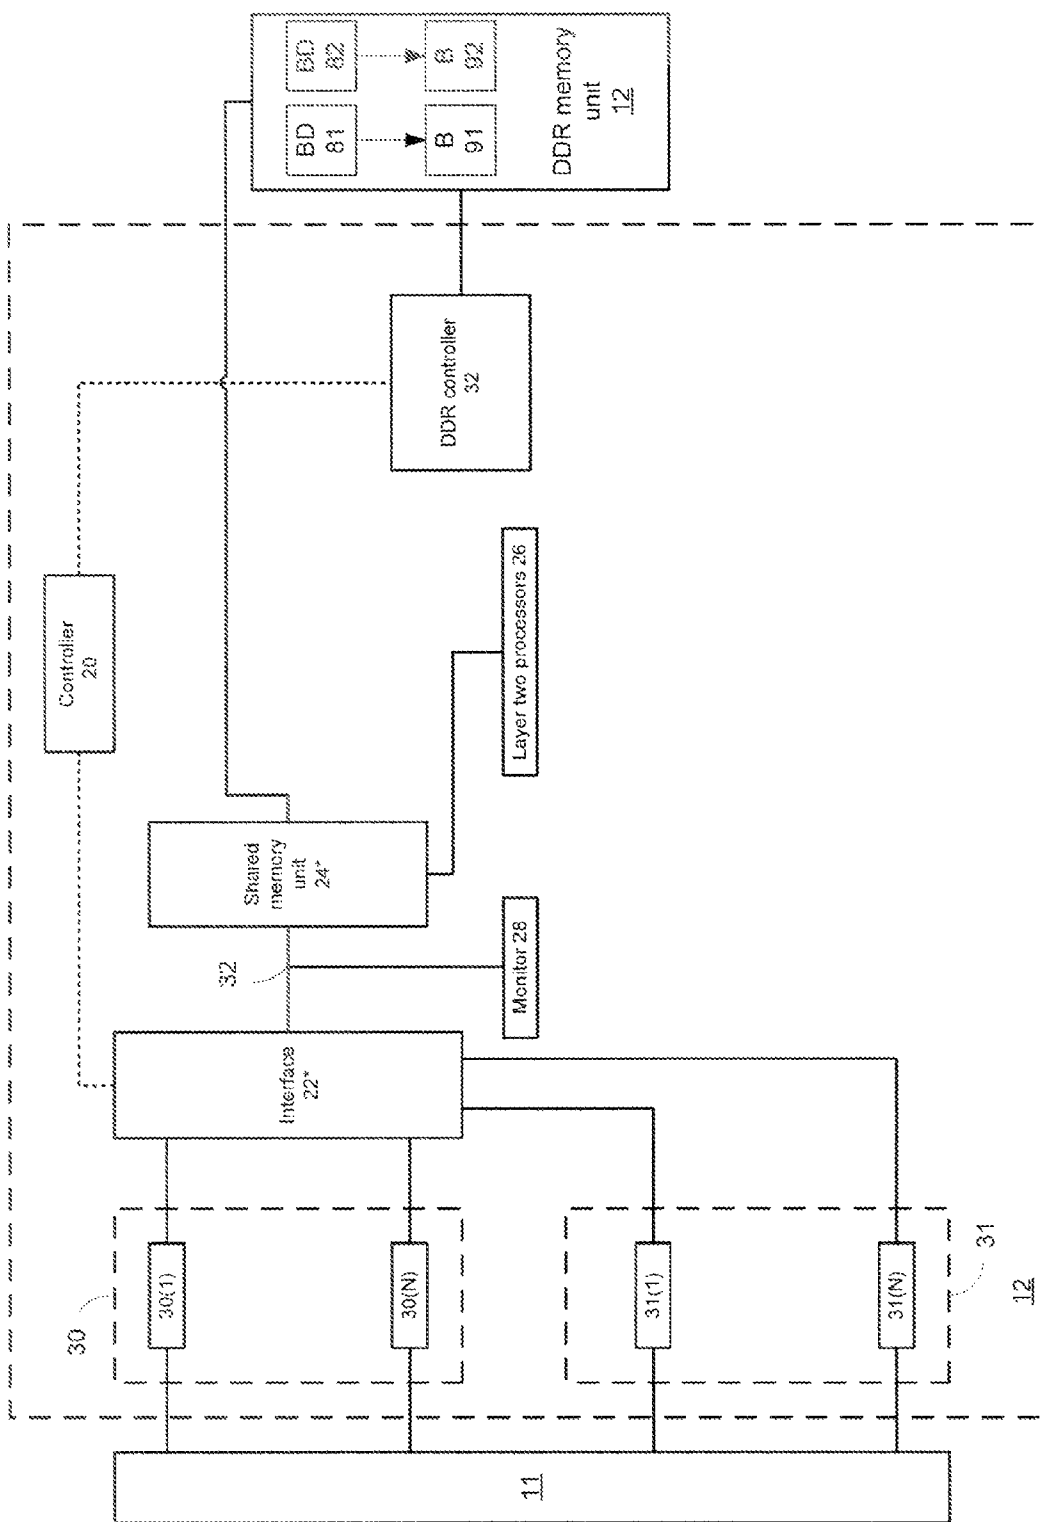 BD
81
BD
82
B
91
B
92
DDR memory
unit
12
DDR controller
32
Controller
20
Layer two processors 26
Shared
memory
unit
24*
32
Monitor 28
Interface
22*
30
30(1)
30(N)
31(1)
31(N)
31
12
11